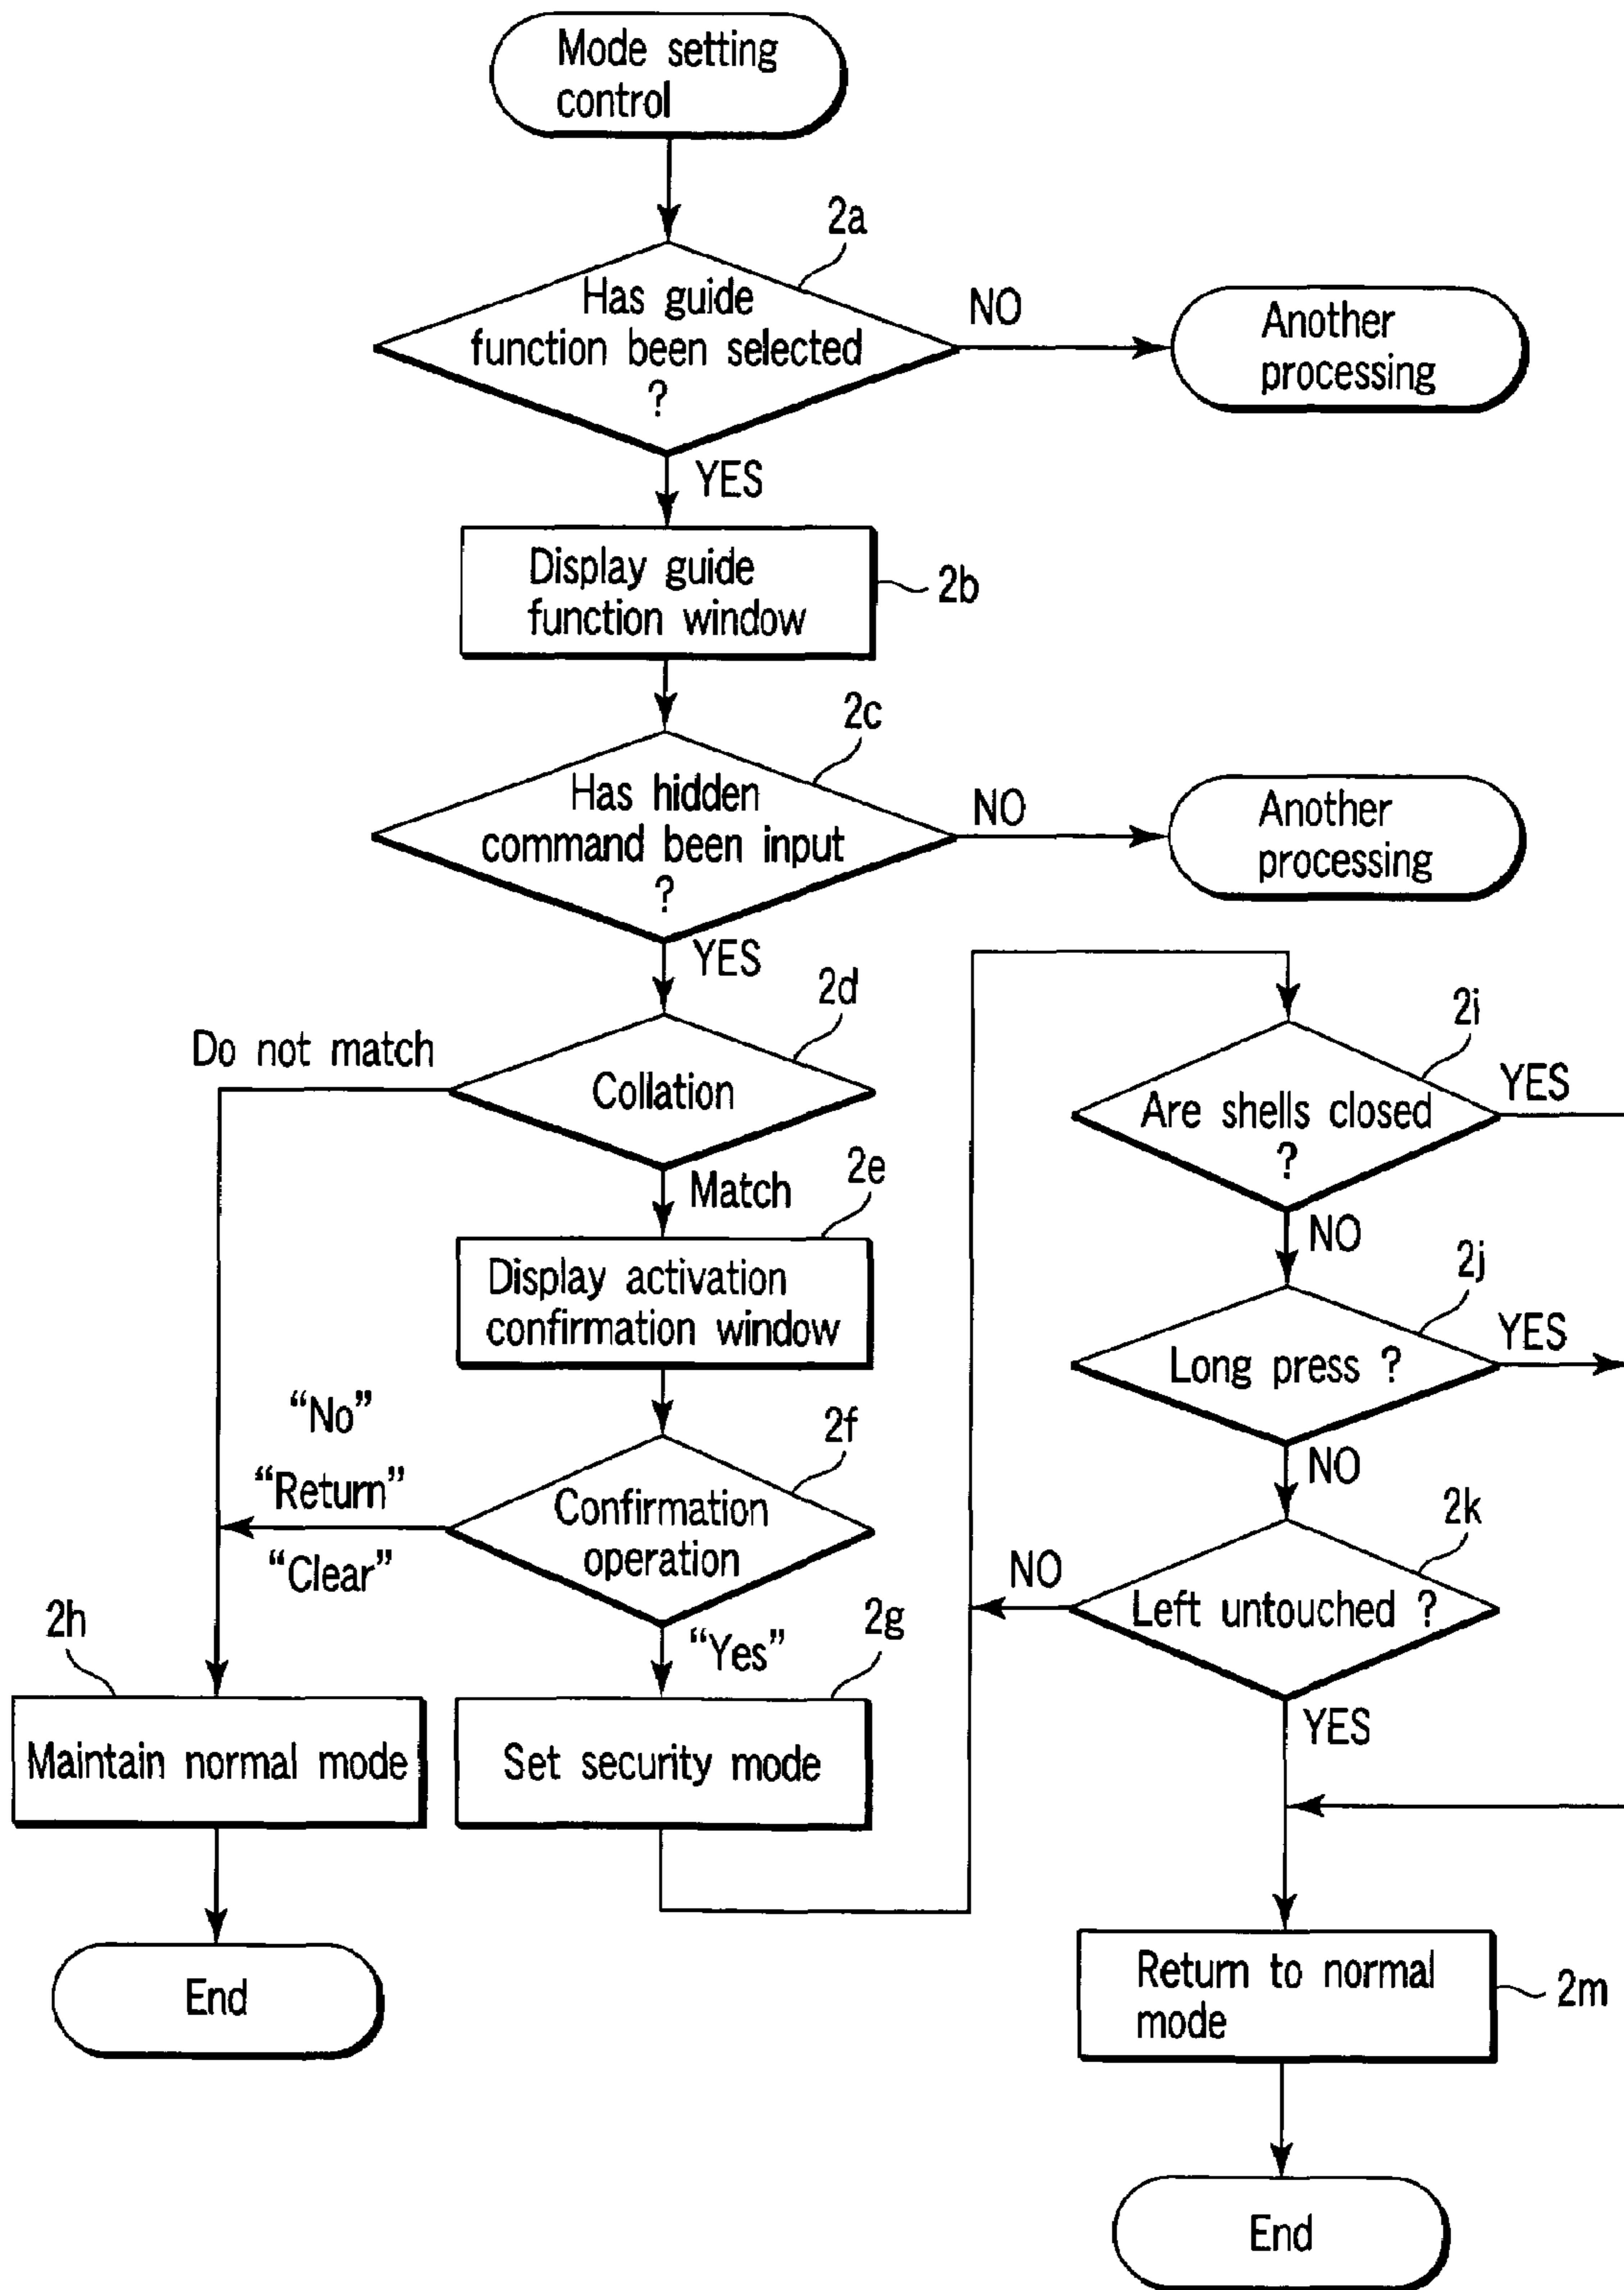 Mode setting
control
2a
Has guide
function been selected
?
NO
Another
processing
YES
Display guide
function window
2b
2c
Has hidden
command been input
?
NO
Another
processing
YES
2d
Do not match
Collation
Match
2e
Display activation
confirmation window
2f
Confirmation
operation
“No”
“Return”
“Clear”
“Yes”
2h
Maintain normal mode
End
2g
Set security mode
2i
Are shells closed
?
YES
NO
2j
Long press ?
YES
NO
2k
Left untouched ?
NO
YES
Return to normal
mode
2m
End